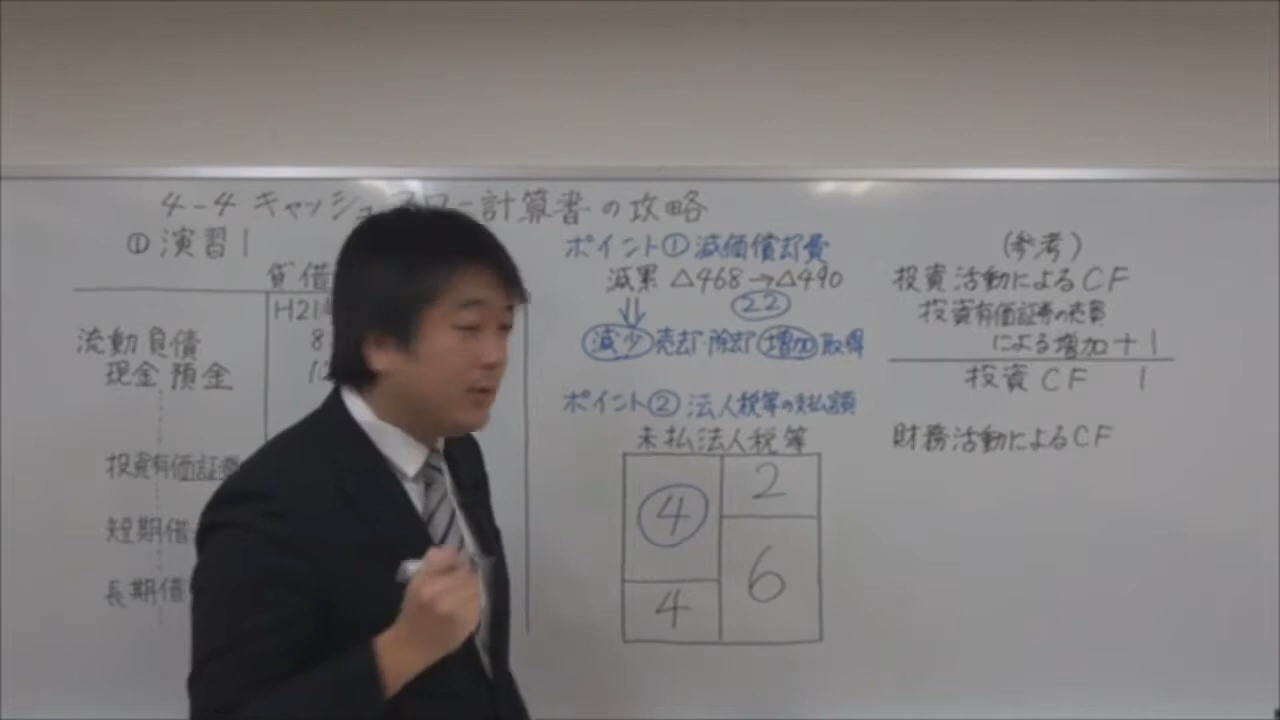 4-4 キャッシュフロー計算書の攻略
① 演習1
貸借
H21
流動負債 8
現金預金 1
投資有価証券
短期借
長期借
ポイント① 減価償却費
減累 △468→△490
22
減少 売却・除却 増加 取得
ポイント② 法人税等の支払額
未払法人税等
4 2
4 6
(参考)
投資活動によるCF
投資有価証券の売買
による増加+1
投資CF 1
財務活動によるCF